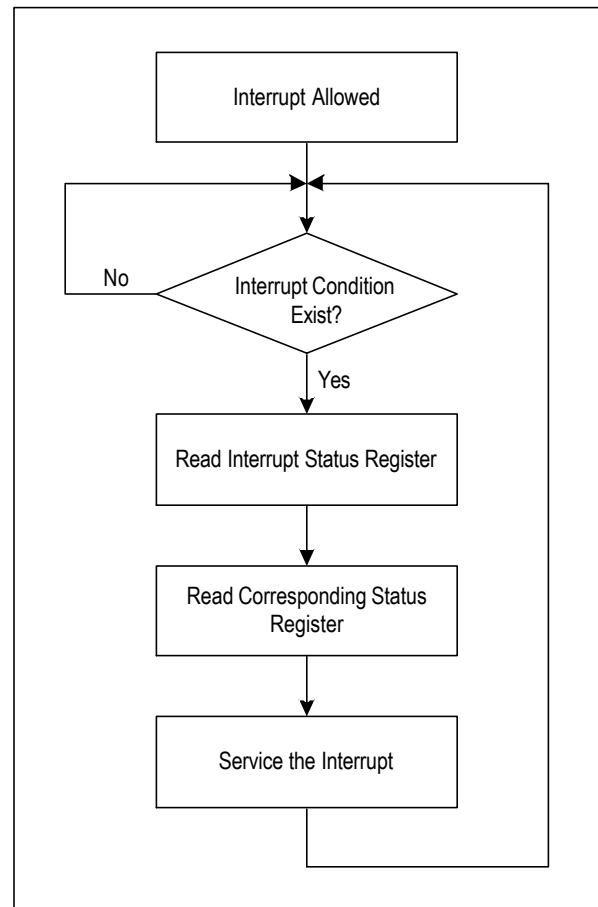 Interrupt Allowed
No
Interrupt Condition
Exist?
Yes
Read Interrupt Status Register
Read Corresponding Status
Register
Service the Interrupt